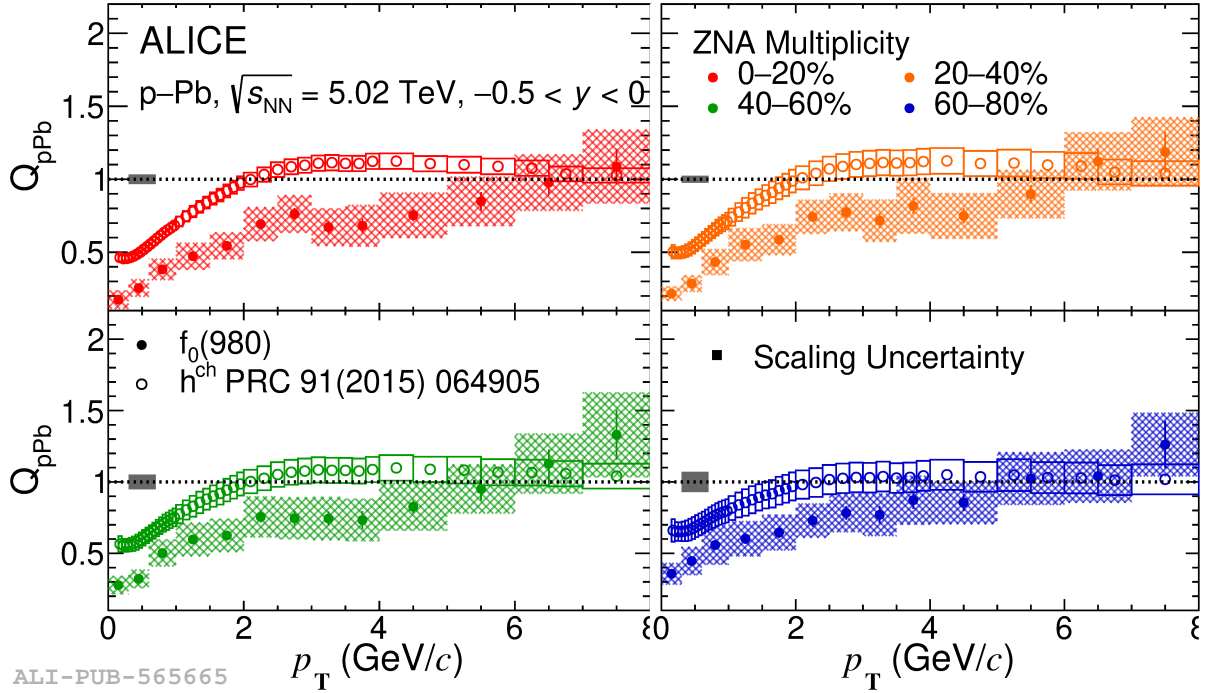 ALICE
p–Pb, √sNN = 5.02 TeV, −0.5 < y < 0
ZNA Multiplicity
0–20%
20–40%
40–60%
60–80%
QpPb
2
1.5
1
0.5
f0(980)
hch PRC 91(2015) 064905
Scaling Uncertainty
QpPb
2
1.5
1
0.5
0 2 4 6 8
0 2 4 6 8
pT (GeV/c)
pT (GeV/c)
ALI-PUB-565665